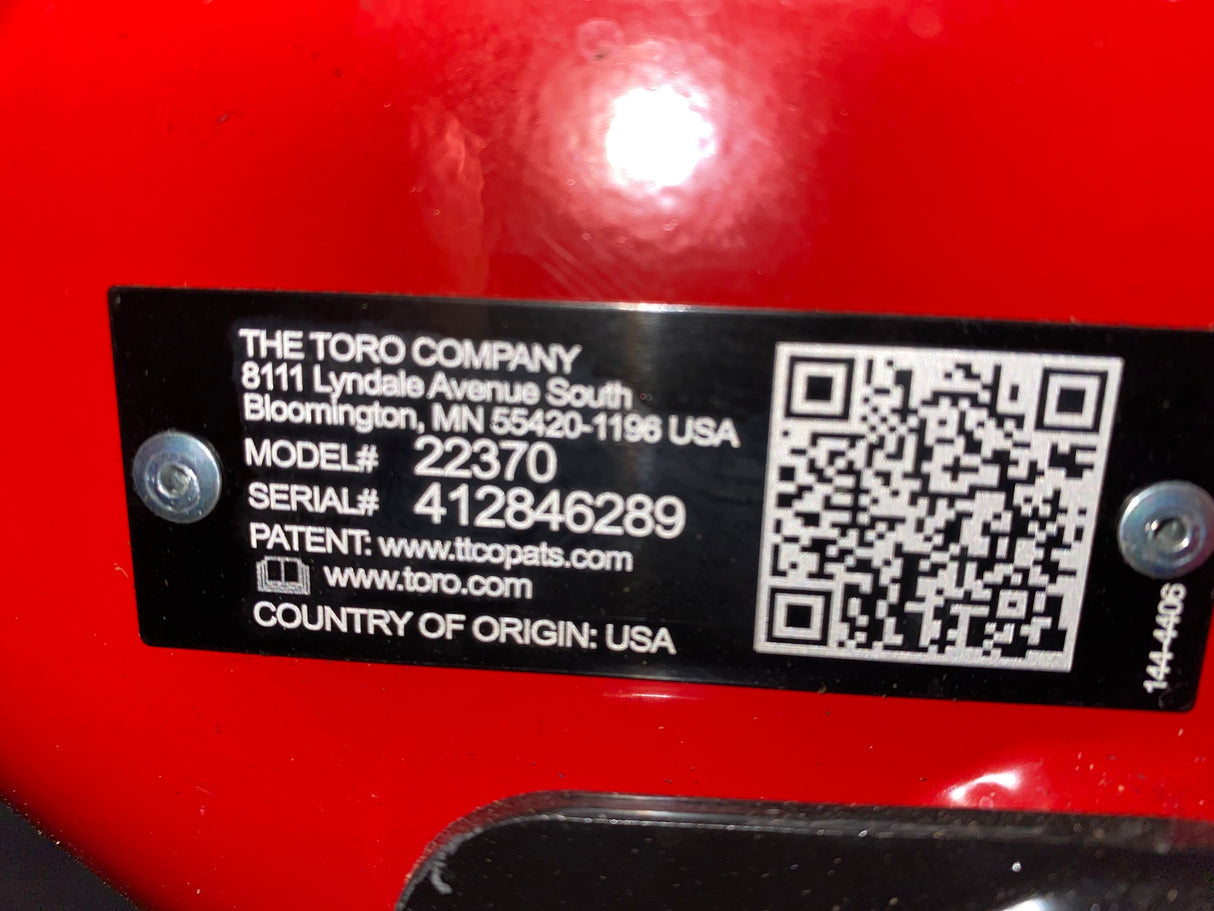 THE TORO COMPANY
8111 Lyndale Avenue South
Bloomington, MN 55420-1196 USA
MODEL# 22370
SERIAL# 412846289
PATENT: www.ttcopats.com
www.toro.com
COUNTRY OF ORIGIN: USA
144-4406